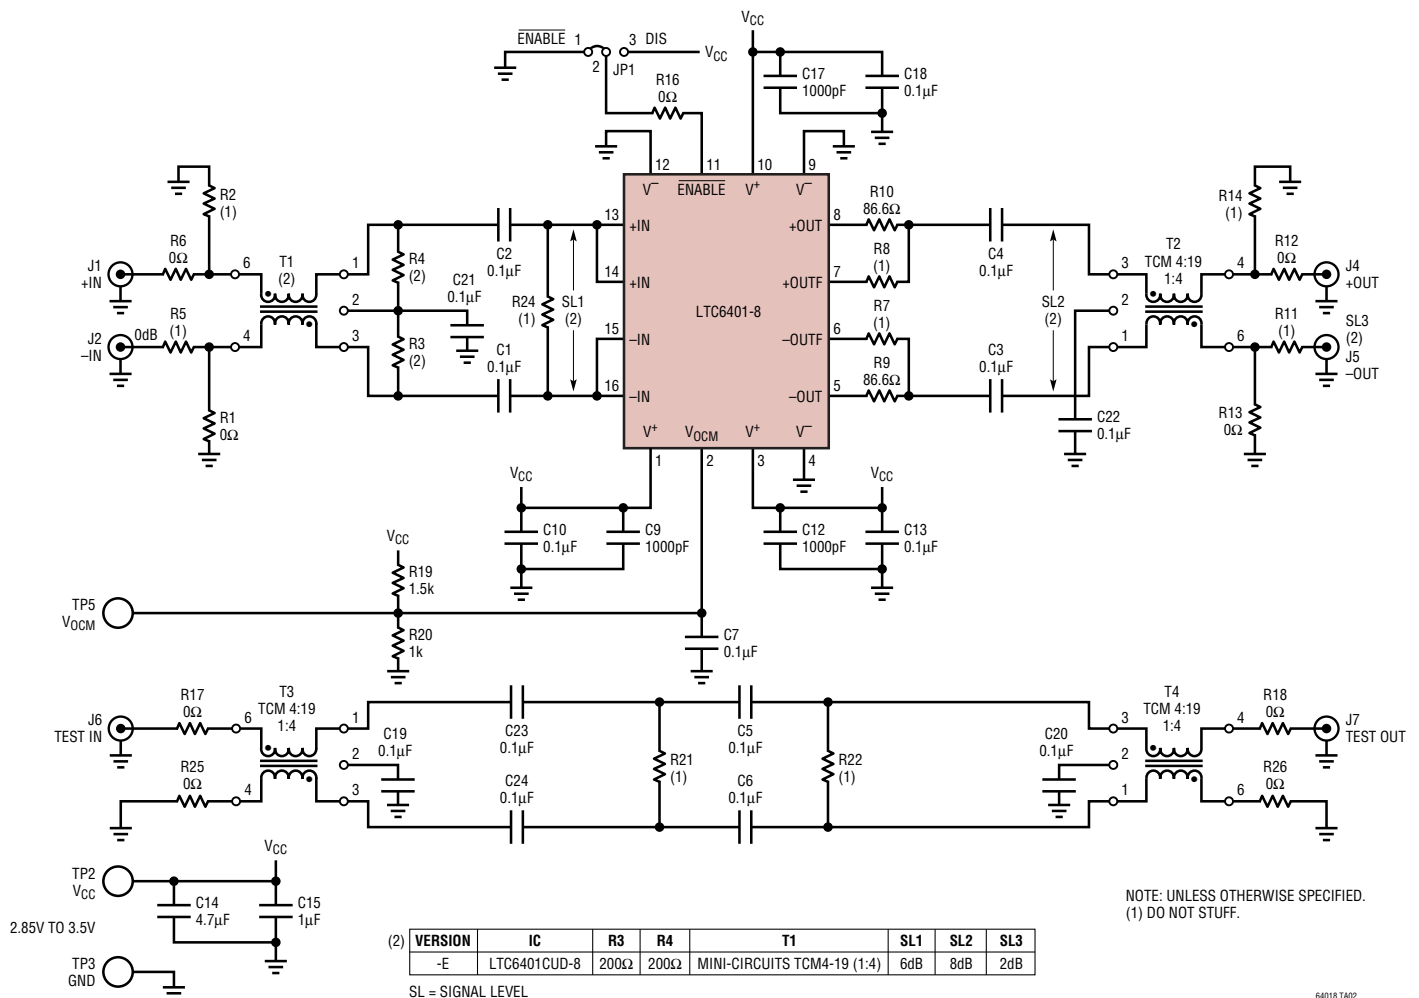 ENABLE 1
3 DIS
VCC
2
JP1
R16
0Ω
VCC
C17
1000pF
C18
0.1µF
12
11
10
9
V–
ENABLE
V+
V–
R2
(1)
R6
0Ω
J1
+IN
6
T1
(2)
1
2
R4
(2)
C21
0.1µF
C2
0.1µF
R24
(1)
SL1
(2)
13
+IN
14
+IN
15
–IN
16
–IN
LTC6401-8
+OUT
8
+OUTF
7
–OUTF
6
–OUT
5
R10
86.6Ω
R8
(1)
R7
(1)
R9
86.6Ω
C4
0.1µF
SL2
(2)
C3
0.1µF
3
T2
TCM 4:19
1:4
4
2
1
6
R14
(1)
R12
0Ω
J4
+OUT
R11
(1)
SL3
(2)
J5
–OUT
R13
0Ω
C22
0.1µF
J2
–IN
0dB
R5
(1)
4
3
R3
(2)
C1
0.1µF
R1
0Ω
V+
VOCM
V+
V–
1
2
3
4
VCC
C10
0.1µF
C9
1000pF
C12
1000pF
VCC
C13
0.1µF
VCC
R19
1.5k
TP5
VOCM
R20
1k
C7
0.1µF
J6
TEST IN
R17
0Ω
6
T3
TCM 4:19
1:4
1
2
C19
0.1µF
R25
0Ω
4
3
C23
0.1µF
C24
0.1µF
R21
(1)
C5
0.1µF
C6
0.1µF
R22
(1)
C20
0.1µF
3
T4
TCM 4:19
1:4
4
2
1
6
R18
0Ω
J7
TEST OUT
R26
0Ω
VCC
TP2
VCC
C14
4.7µF
C15
1µF
2.85V TO 3.5V
TP3
GND
NOTE: UNLESS OTHERWISE SPECIFIED.
(1) DO NOT STUFF.
(2) VERSION IC R3 R4 T1 SL1 SL2 SL3
-E LTC6401CUD-8 200Ω 200Ω MINI-CIRCUITS TCM4-19 (1:4) 6dB 8dB 2dB
SL = SIGNAL LEVEL
64018 TA02